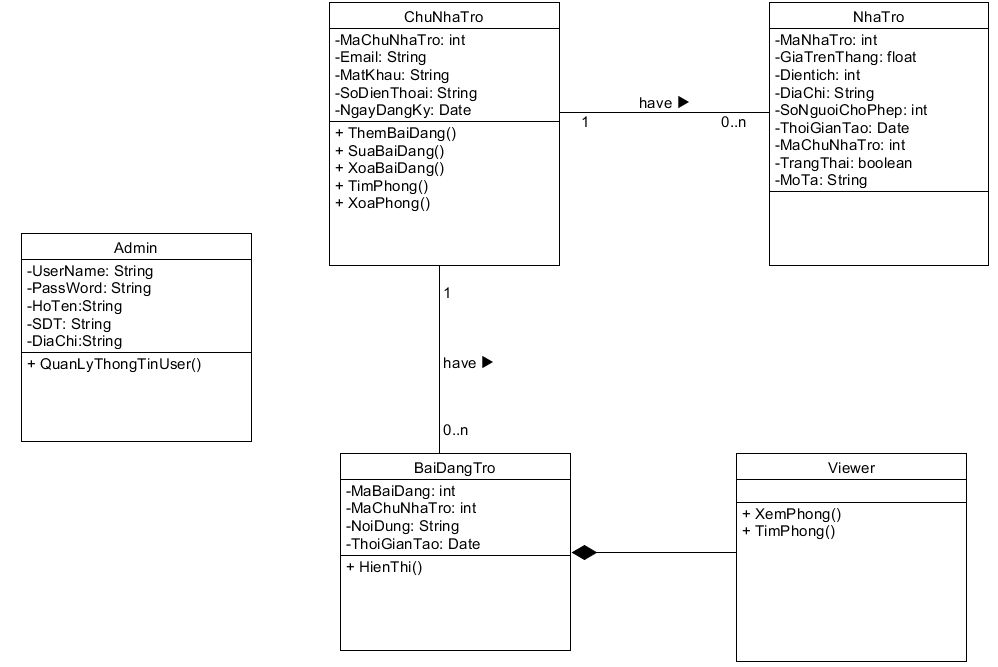 ChuNhaTro
-MaChuNhaTro: int
-Email: String
-MatKhau: String
-SoDienThoai: String
-NgayDangKy: Date
+ ThemBaiDang()
+ SuaBaiDang()
+ XoaBaiDang()
+ TimPhong()
+ XoaPhong()
have ▶
1
0..n
NhaTro
-MaNhaTro: int
-GiaTrenThang: float
-Dientich: int
-DiaChi: String
-SoNguoiChoPhep: int
-ThoiGianTao: Date
-MaChuNhaTro: int
-TrangThai: boolean
-MoTa: String
Admin
-UserName: String
-PassWord: String
-HoTen:String
-SDT: String
-DiaChi:String
+ QuanLyThongTinUser()
1
have ▶
0..n
BaiDangTro
-MaBaiDang: int
-MaChuNhaTro: int
-NoiDung: String
-ThoiGianTao: Date
+ HienThi()
Viewer
+ XemPhong()
+ TimPhong()